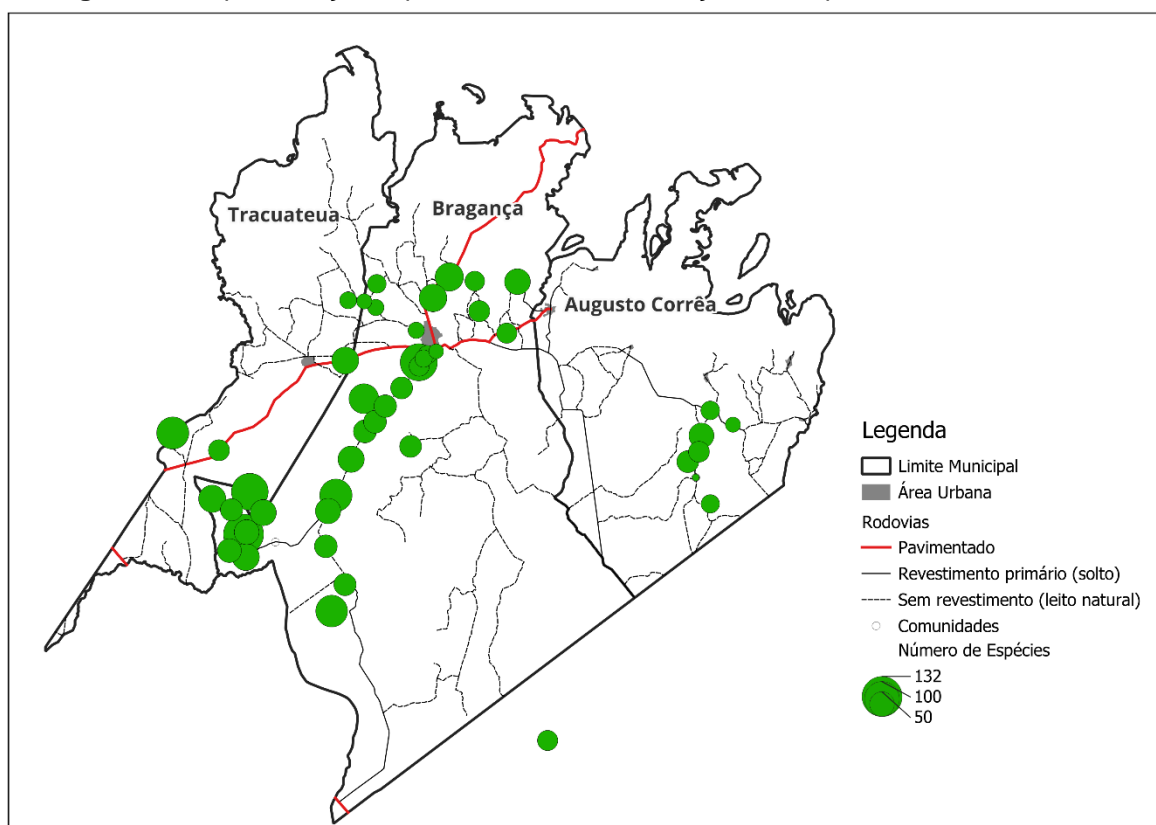 Tracuateua
Bragança
Augusto Corrêa
Legenda
Limite Municipal
Área Urbana
Rodovias
Pavimentado
Revestimento primário (solto)
Sem revestimento (leito natural)
Comunidades
Número de Espécies
132
100
50